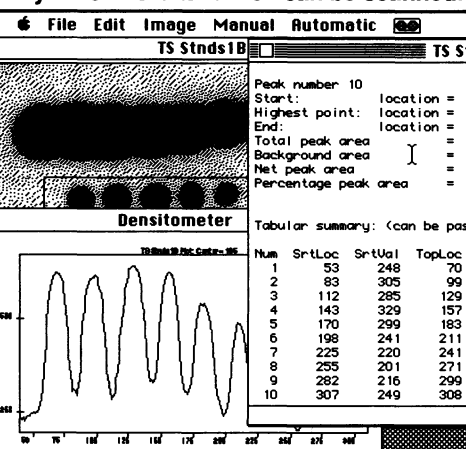 File Edit Image Manual Automatic
TS Stnds1B
TS S
Peak number 10
Start: location =
Highest point: location =
End: location =
Total peak area =
Background area =
Net peak area =
Percentage peak area =
Tabular summary: (can be pas
Num SrtLoc SrtVal TopLoc
1 53 248 70
2 83 305 99
3 112 285 129
4 143 329 157
5 170 299 183
6 198 241 211
7 225 220 241
8 255 201 271
9 282 216 299
10 307 249 308
Densitometer